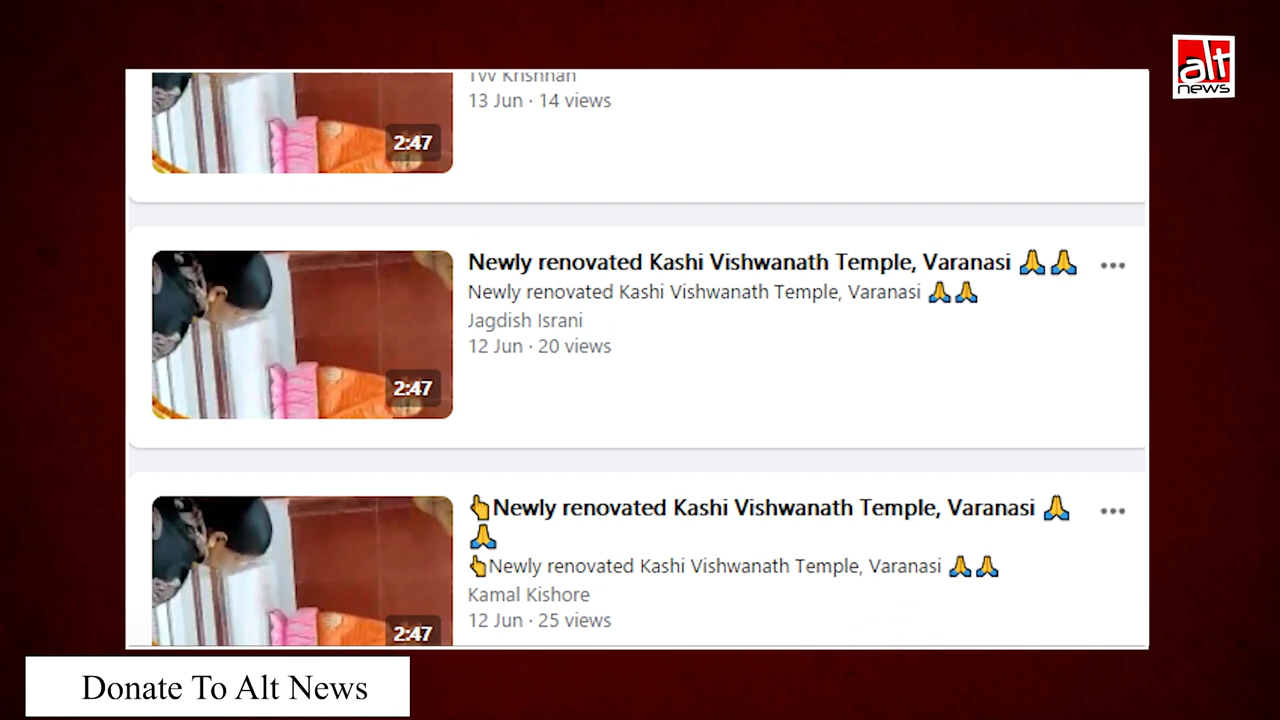 alt
news
Tvv Krishnan
13 Jun · 14 views
2:47
Newly renovated Kashi Vishwanath Temple, Varanasi 🙏🙏
Newly renovated Kashi Vishwanath Temple, Varanasi 🙏🙏
Jagdish Israni
12 Jun · 20 views
2:47
👆Newly renovated Kashi Vishwanath Temple, Varanasi 🙏
🙏
👆Newly renovated Kashi Vishwanath Temple, Varanasi 🙏🙏
Kamal Kishore
12 Jun · 25 views
2:47
Donate To Alt News